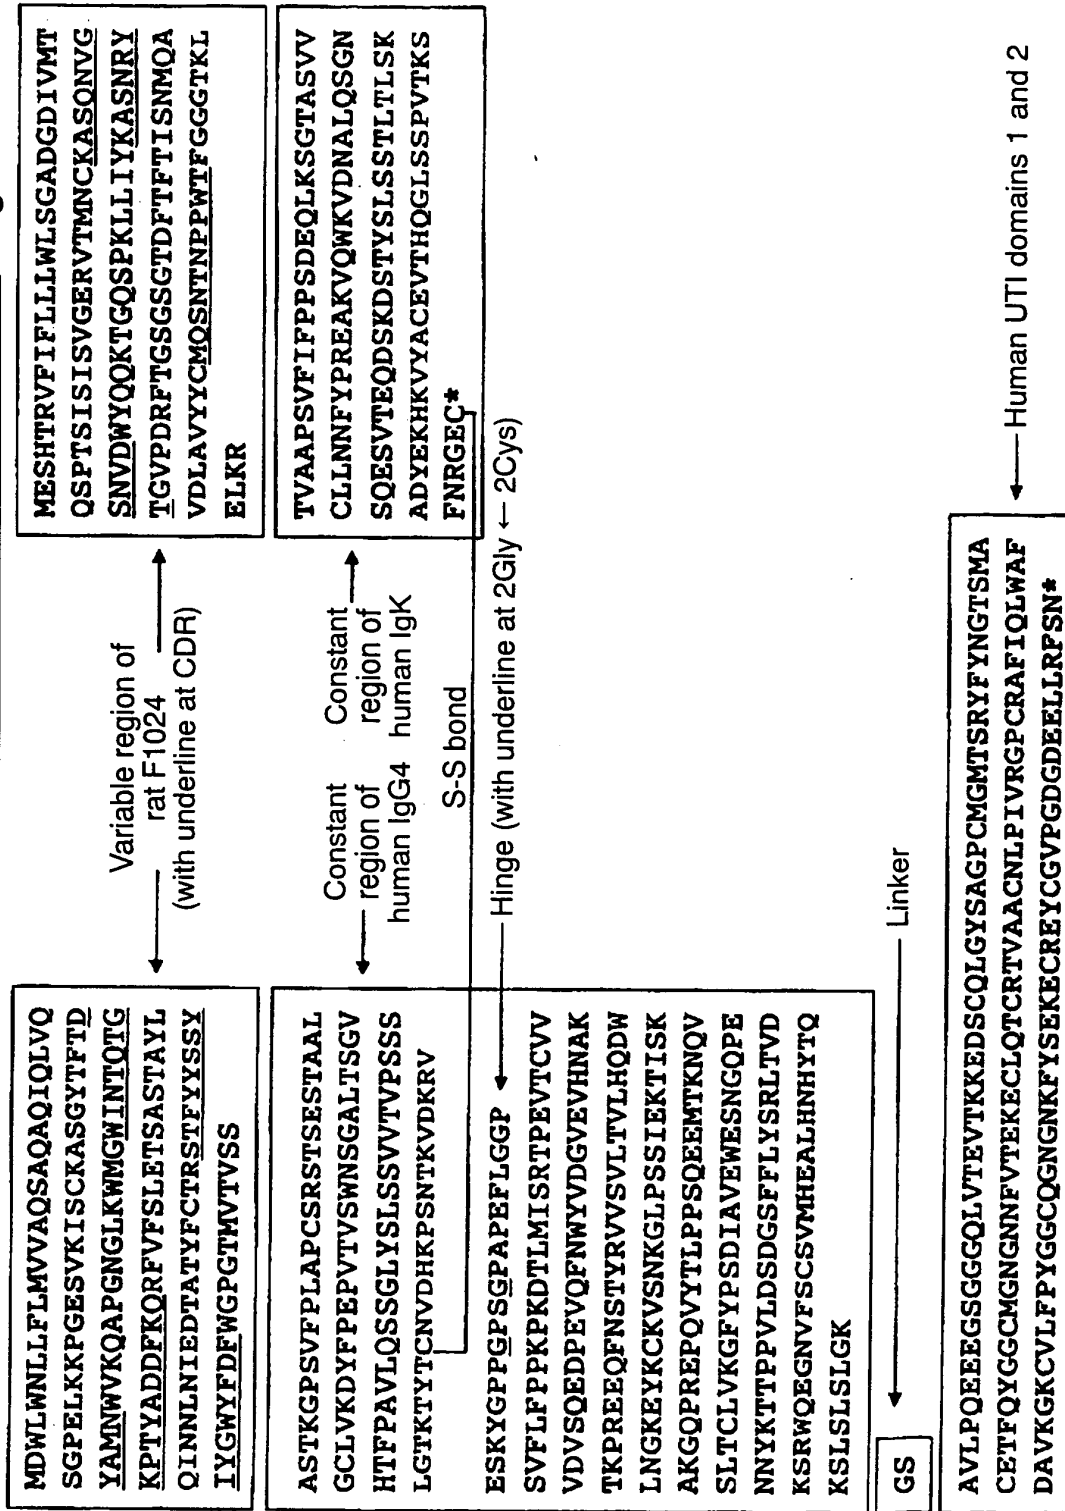 MDWLWNLLFLMVVAQSAQAQIQLVQ
SGPELKKPGESVKISCKASGYTFTD
YAMNWVKQAPGNGLKWMGWINTQTG
KPTYADDFKQRFVFSLETSASTAYL
QINNLNIEDTATYFCTRSTFYYSSY
IYGWYFDFWGPGTMVTVSS
Variable region of
rat F1024
(with underline at CDR)
MESHTRVFIFLLLWLSGADGDIVMT
QSPTSISISVGERVTMNCKASQNVG
SNVDWYQQKTGQSPKLLIYKASNRY
TGVPDRFTGSGSGTDFTFTISNMQA
VDLAVYYCMQSNTNPPWTFGGGTKL
ELKR
ASTKGPSVFPLAPCSRSTSESTAAL
GCLVKDYFPEPVTVSWNSGALTSGV
HTFPAVLQSSGLYSLSSVVTVPSSS
LGTKTYTCNVDHKPSNTKVDKRV
Constant
region of
human IgG4
Constant
region of
human IgK
TVAAPSVFIFPPSDEQLKSGTASVV
CLLNNFYPREAKVQWKVDNALQSGN
SQESVTEQDSKDSTYSLSSTLTLSK
ADYEKHKVYACEVTHQGLSSPVTKS
FNRGEC*
S-S bond
ESKYGPPGPSGPAPEFLGGP
Hinge (with underline at 2Gly ← 2Cys)
SVFLFPPKPKDTLMISRTPEVTCVV
VDVSQEDPEVQFNWYVDGVEVHNAK
TKPREEQFNSTYRVVSVLTVLHQDW
LNGKEYKCKVSNKGLPSSIEKTISK
AKGQPREPQVYTLPPSQEEMTKNQV
SLTCLVKGFYPSDIAVEWESNGQPE
NNYKTTPPVLDSDGSFFLYSRLTVD
KSRWQEGNVFSCSVMHEALHNHYTQ
KSLSLSLGK
GS
Linker
AVLPQEEEGSGGGQLVTEVTKKEDSCQLGYSAGPCMGMTSRYFYNGTSMA
CETFQYGGCMGNGNNFVTEKECLQTCRTVAACNLPIVRGPCRAFIQLWAF
DAVKGKCVLFPYGGCQGNGNKFYSEKECREYCGVPGDGDEELLRFSN*
Human UTI domains 1 and 2